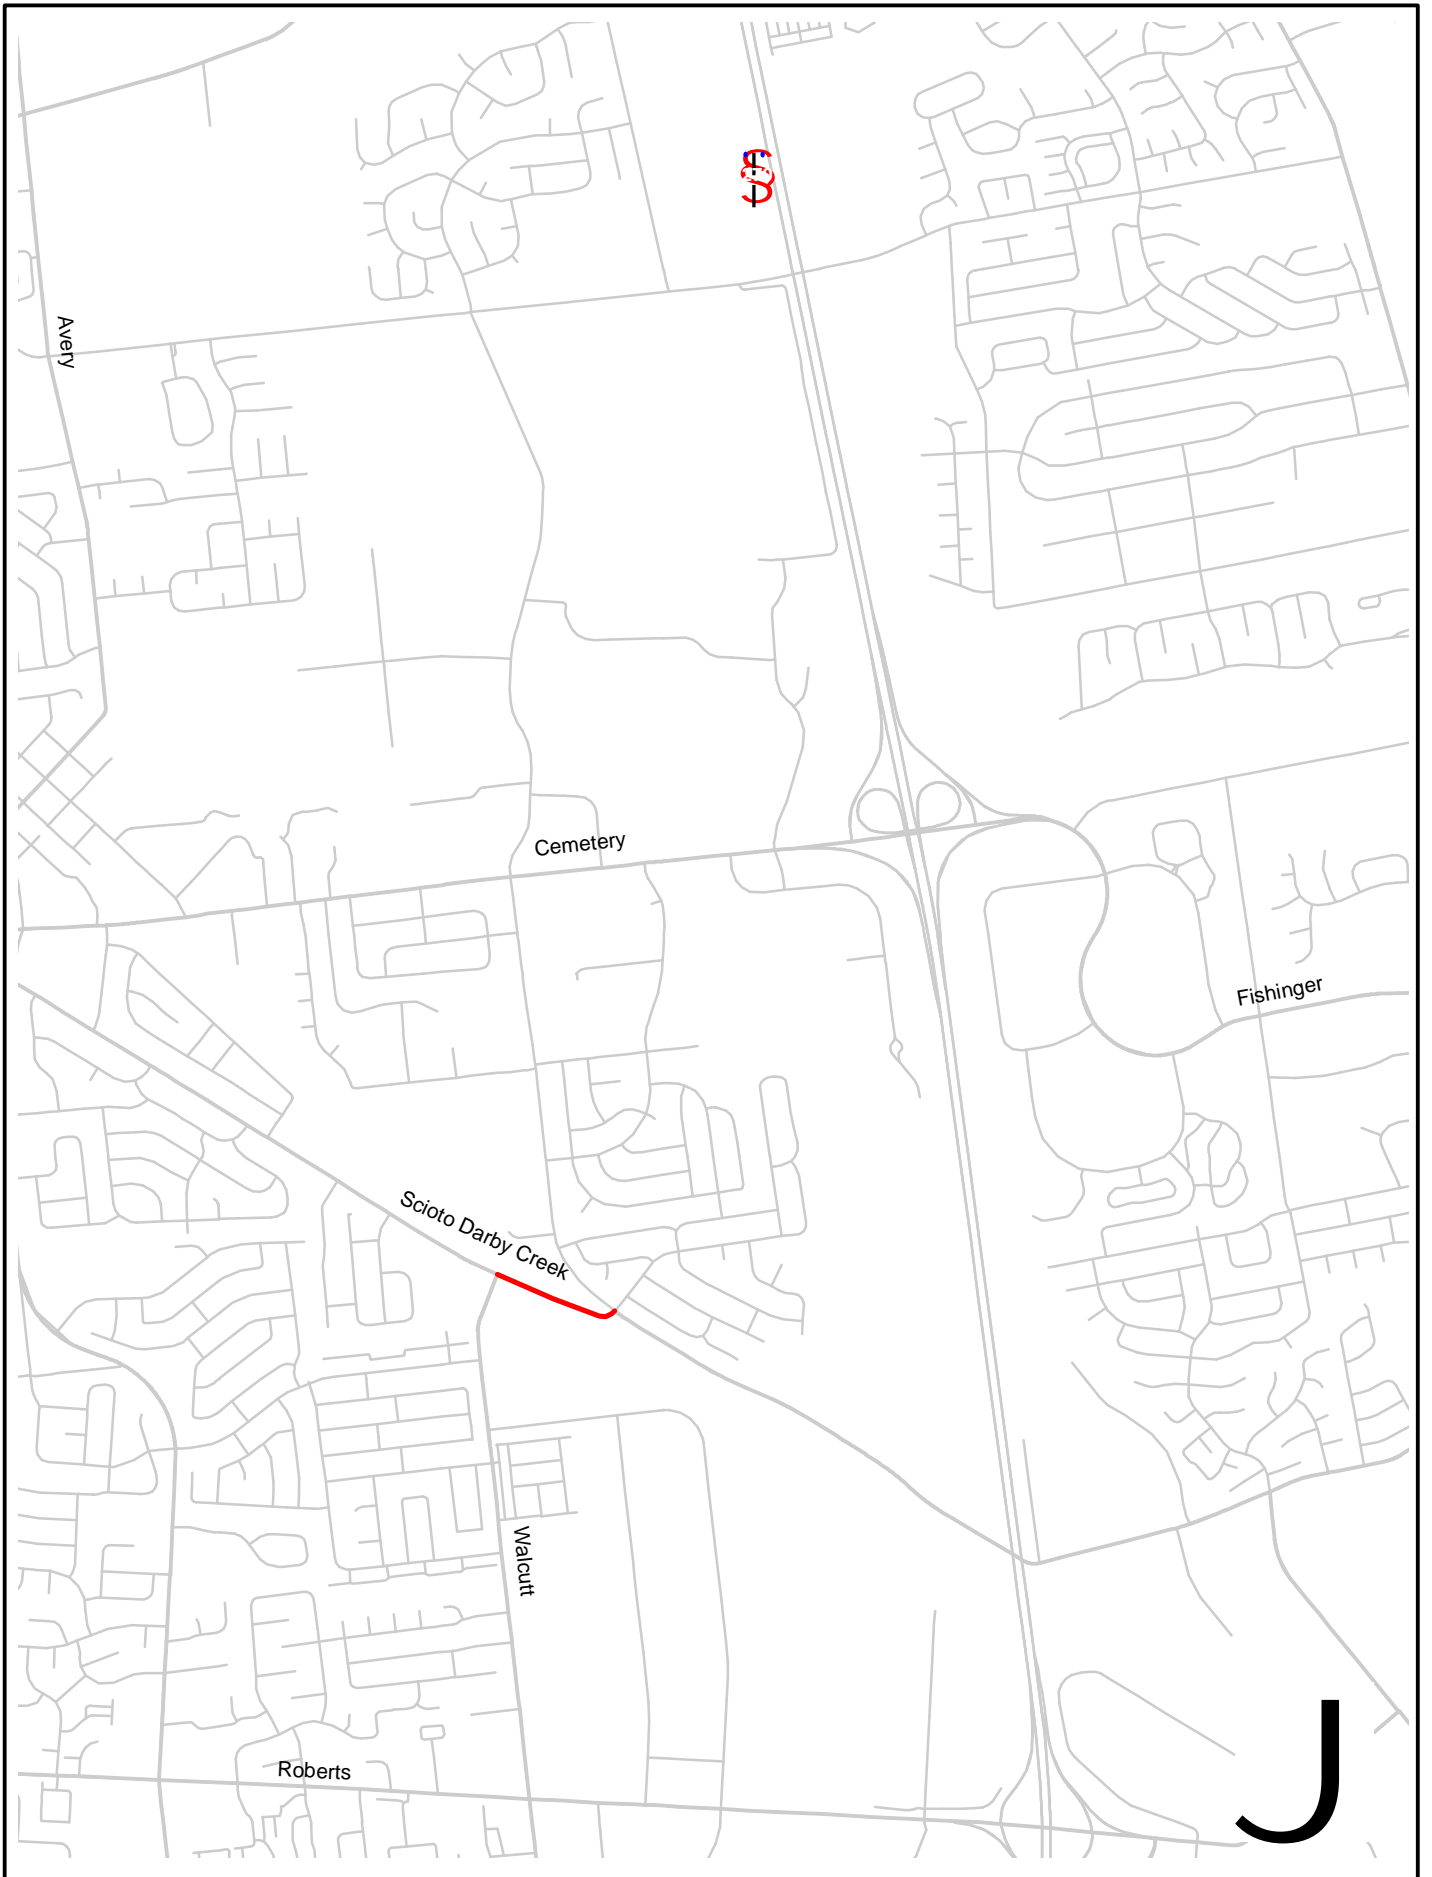 Avery
Cemetery
Fishinger
Scioto Darby Creek
Walcutt
Roberts
J